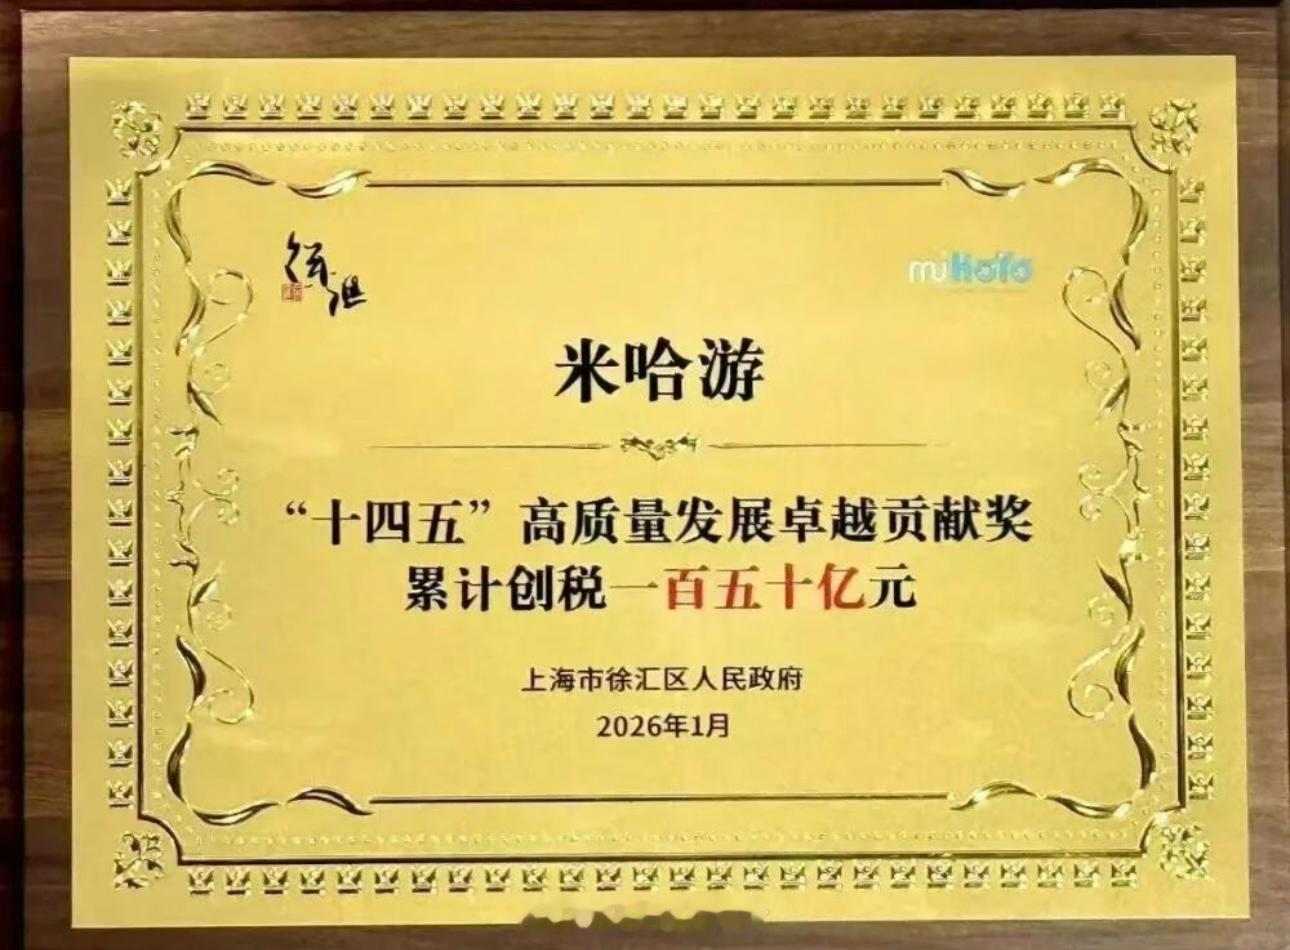 徐汇
miHoYo
米哈游
“十四五”高质量发展卓越贡献奖
累计创税一百五十亿元
上海市徐汇区人民政府
2026年1月